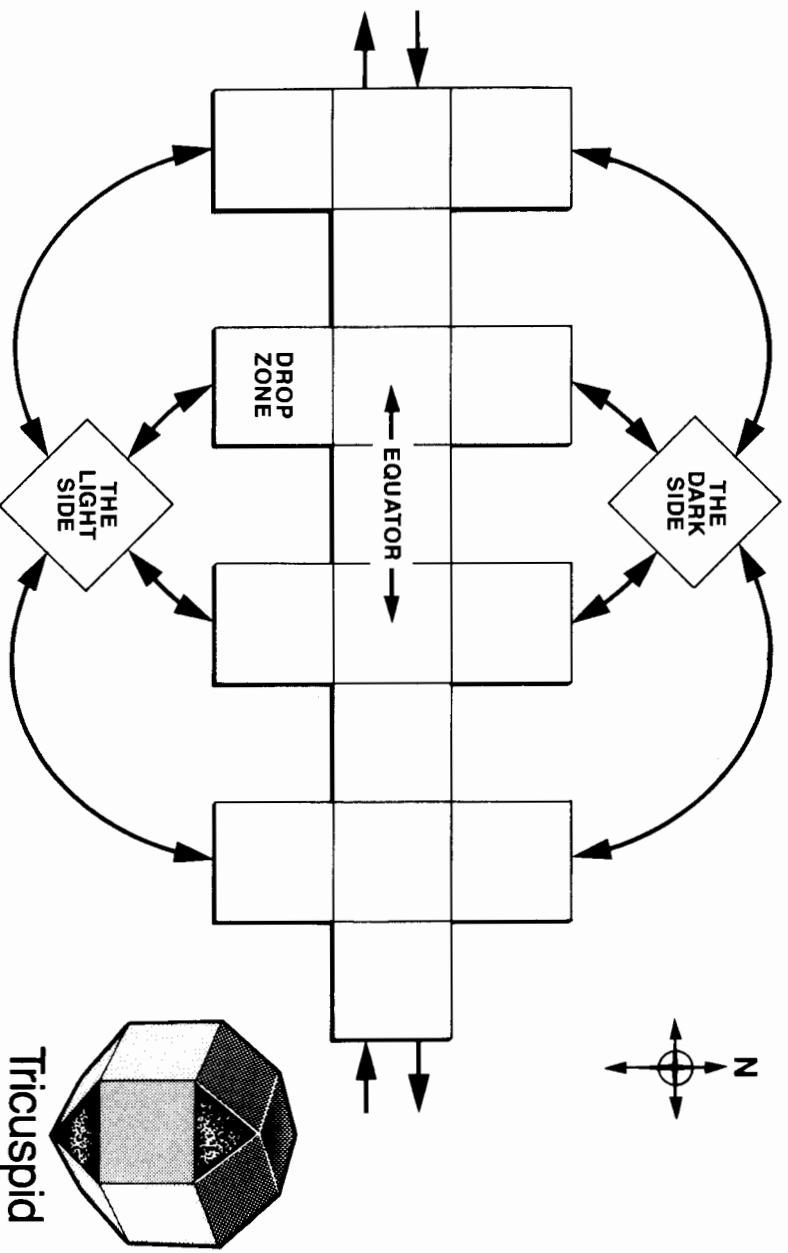 N
THE
DARK
SIDE
← EQUATOR →
DROP
ZONE
THE
LIGHT
SIDE
Tricuspid